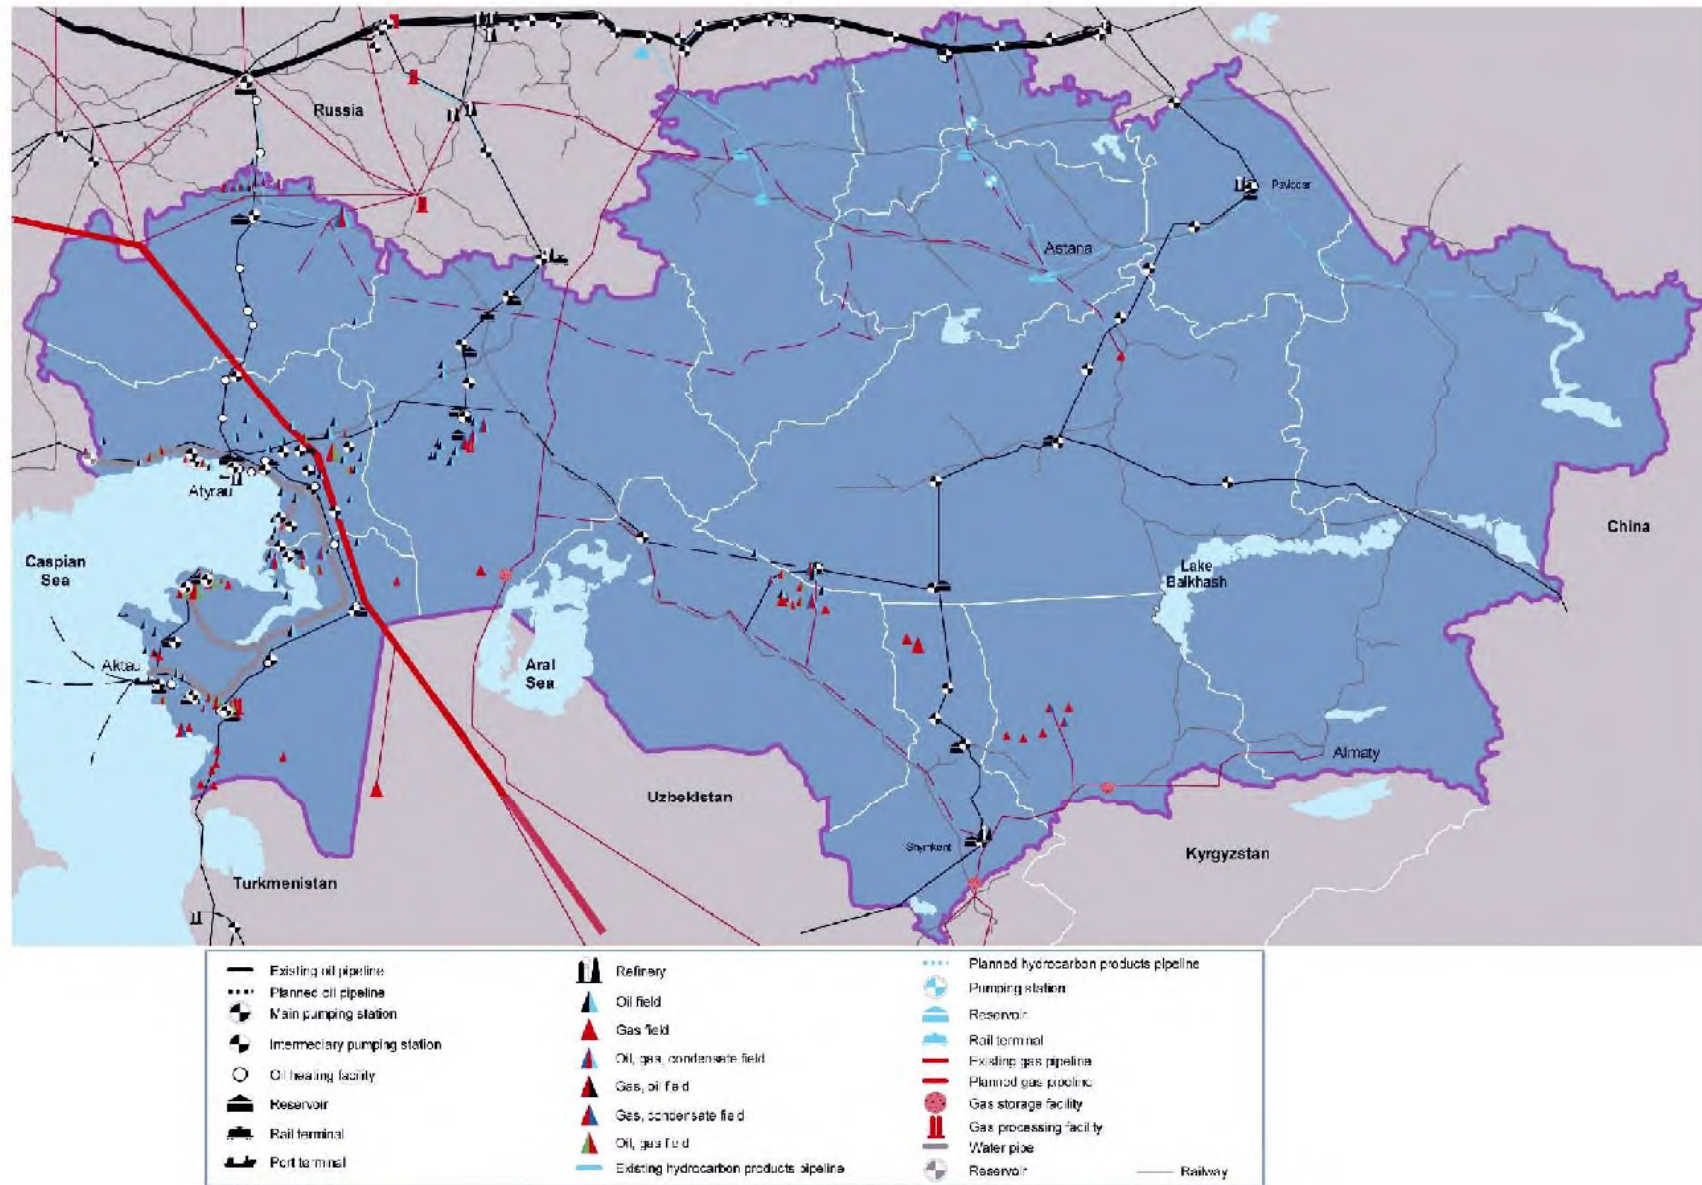 Russia
Pavlodar
Astana
Atyrau
China
Caspian
Sea
Lake
Balkhash
Aktau
Aral
Sea
Almaty
Uzbekistan
Shymkent
Kyrgyzstan
Turkmenistan
Existing oil pipeline
Planned oil pipeline
Main pumping station
Intermeciary pumping station
Oil heating facility
Reservoir
Rail terminal
Port terminal
Refinery
Oil field
Gas field
Oil, gas, condensate field
Gas, oil field
Gas, condensate field
Oil, gas field
Existing hydrocarbon products pipeline
Planned hydrocarbon products pipeline
Pumping station
Reservoir
Rail terminal
Existing gas pipeline
Planned gas pipeline
Gas storage facility
Gas processing facility
Water pipe
Reservoir
Railway